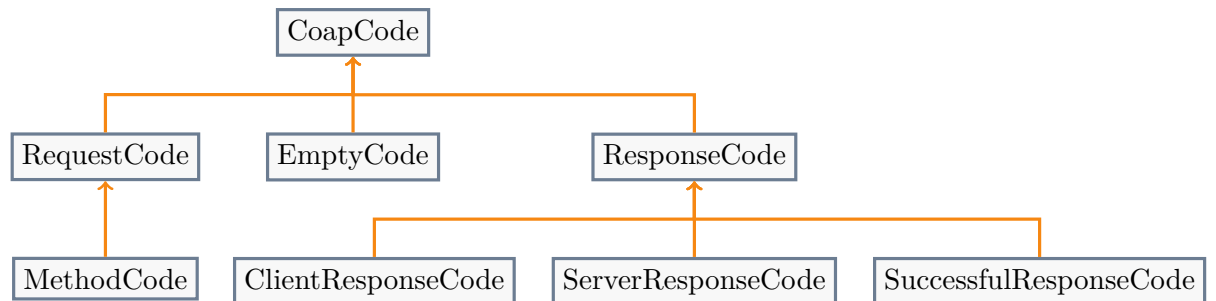 CoapCode
RequestCode EmptyCode ResponseCode
MethodCode ClientResponseCode ServerResponseCode SuccessfulResponseCode